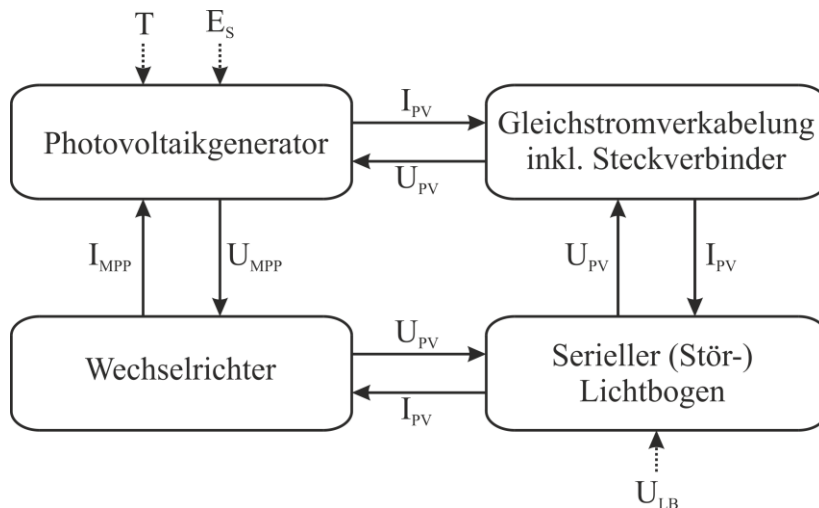 T
E_S
Photovoltaikgenerator
I_PV
U_PV
Gleichstromverkabelung
inkl. Steckverbinder
I_MPP
U_MPP
U_PV
I_PV
Wechselrichter
U_PV
I_PV
Serieller (Stör-)
Lichtbogen
U_LB